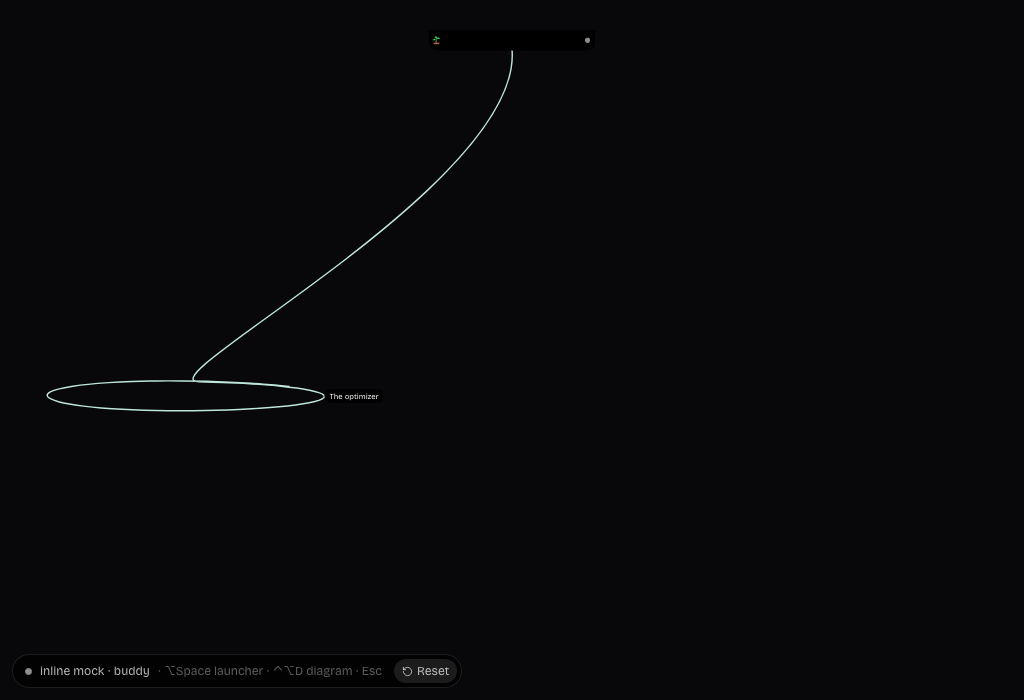 The optimizer
inline mock · buddy · ⌥Space launcher · ^⌥D diagram · Esc Reset